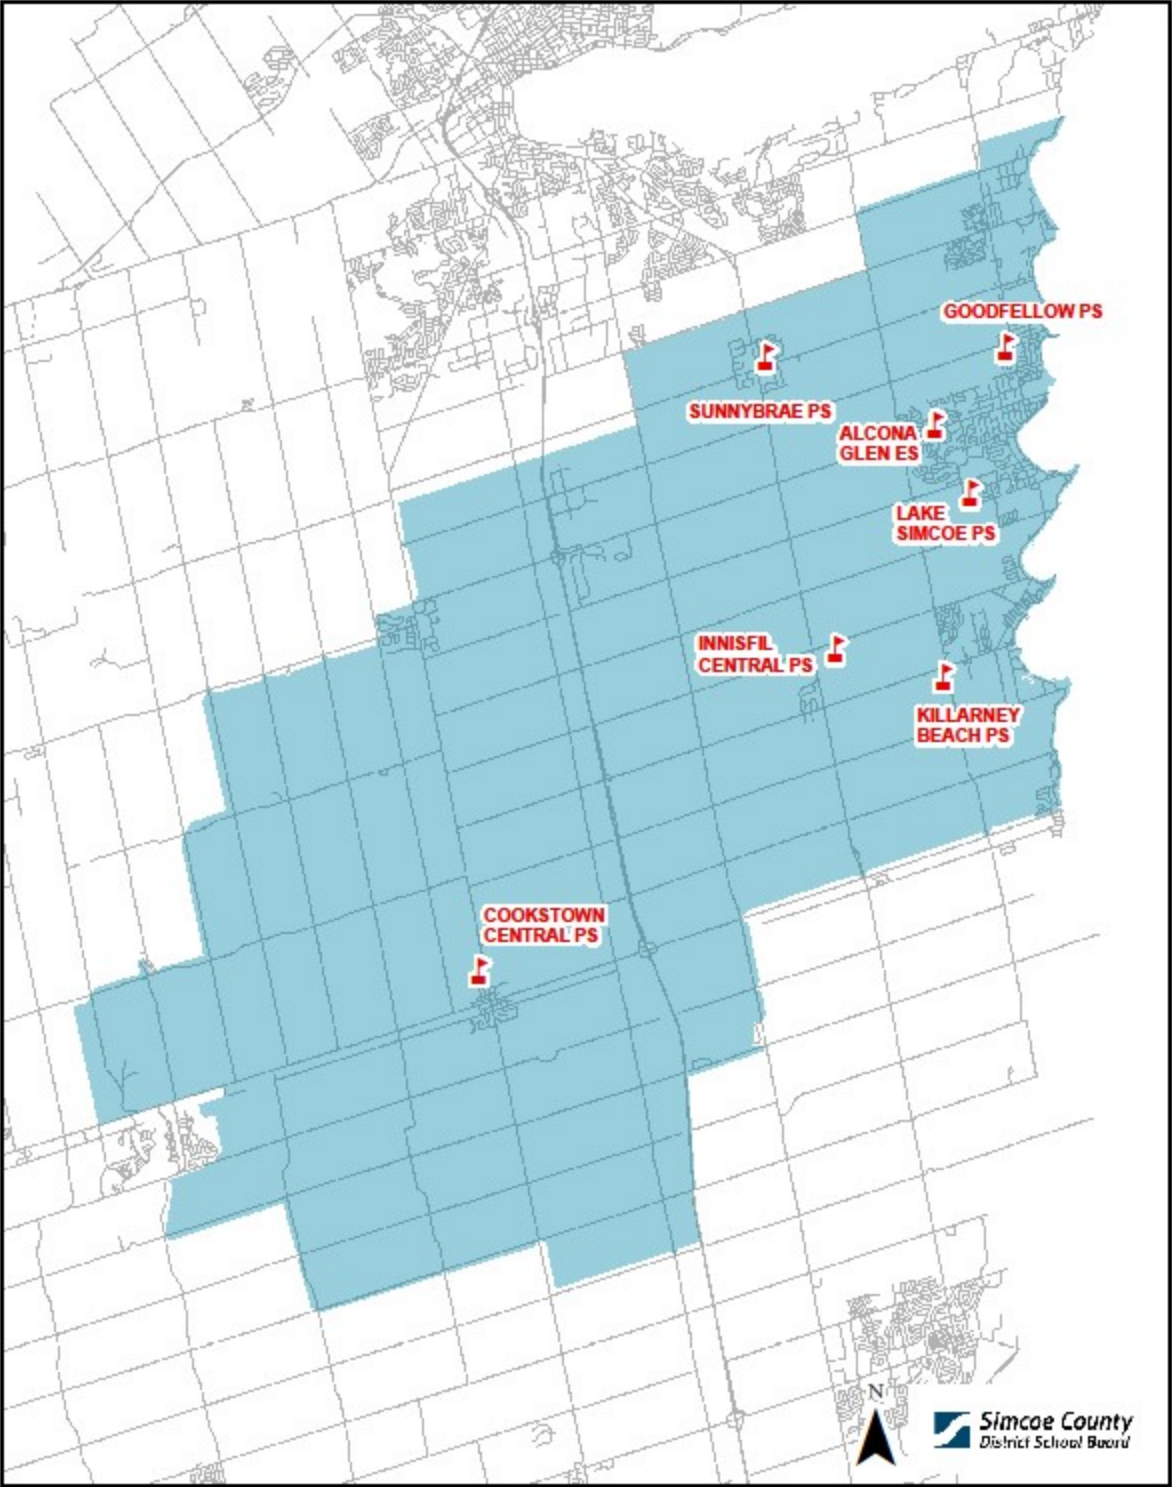 GOODFELLOW PS
SUNNYBRAE PS
ALCONA
GLEN ES
LAKE
SIMCOE PS
INNISFIL
CENTRAL PS
KILLARNEY
BEACH PS
COOKSTOWN
CENTRAL PS
N
Simcoe County
District School Board